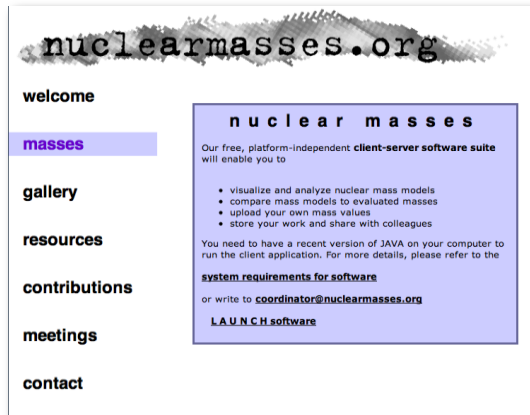 nuclearmasses.org
welcome
masses
gallery
resources
contributions
meetings
contact
nuclear masses
Our free, platform-independent client-server software suite
will enable you to
• visualize and analyze nuclear mass models
• compare mass models to evaluated masses
• upload your own mass values
• store your work and share with colleagues
You need to have a recent version of JAVA on your computer to
run the client application. For more details, please refer to the
system requirements for software
or write to coordinator@nuclearmasses.org
L A U N C H software